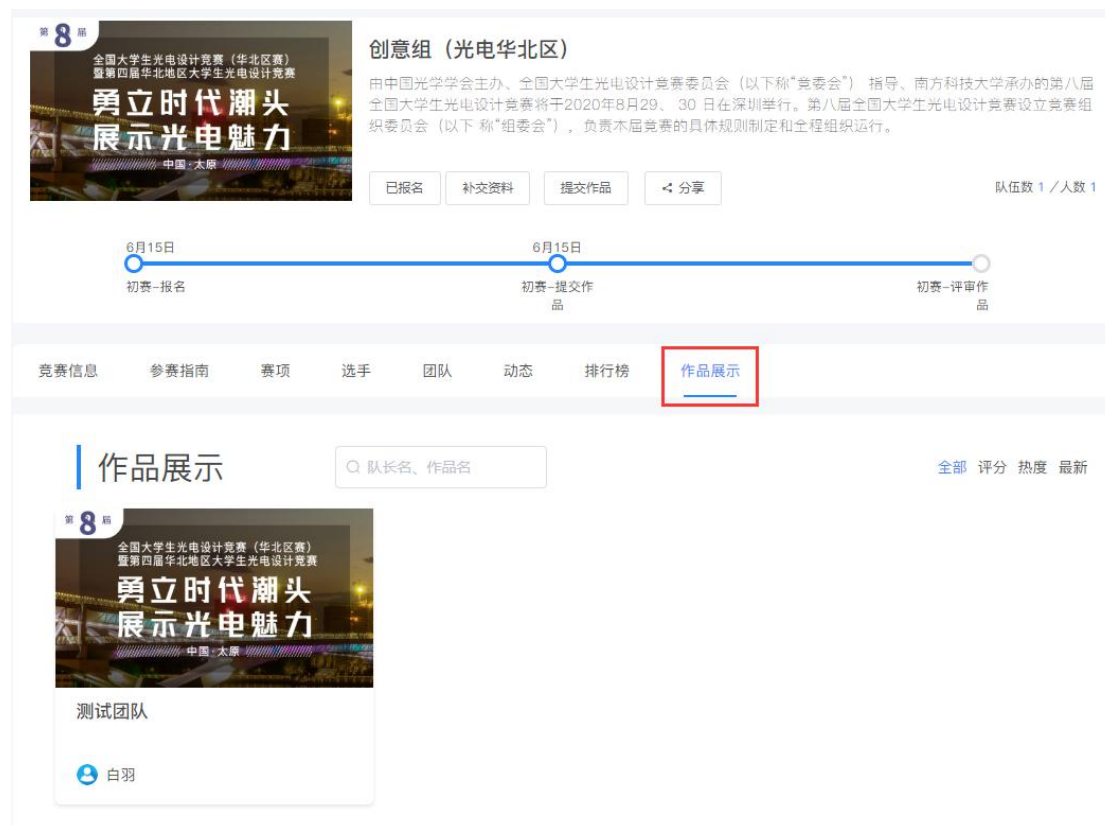 第8届
全国大学生光电设计竞赛（华北区赛）
暨第四届华北地区大学生光电设计竞赛
勇立时代潮头
展示光电魅力
中国·太原
创意组（光电华北区）
由中国光学学会主办、全国大学生光电设计竞赛委员会（以下称“竞委会”） 指导、南方科技大学承办的第八届
全国大学生光电设计竞赛将于2020年8月29、 30 日在深圳举行。第八届全国大学生光电设计竞赛设立竞赛组
织委员会（以下 称“组委会”），负责本届竞赛的具体规则制定和全程组织运行。
已报名 补交资料 提交作品 分享 队伍数 1 ／人数 1
6月15日 6月15日
初赛–报名 初赛–提交作 初赛–评审作
品 品
竞赛信息 参赛指南 赛项 选手 团队 动态 排行榜 作品展示
作品展示 队长名、作品名 全部 评分 热度 最新
第8届
全国大学生光电设计竞赛（华北区赛）
暨第四届华北地区大学生光电设计竞赛
勇立时代潮头
展示光电魅力
中国·太原
测试团队
白羽